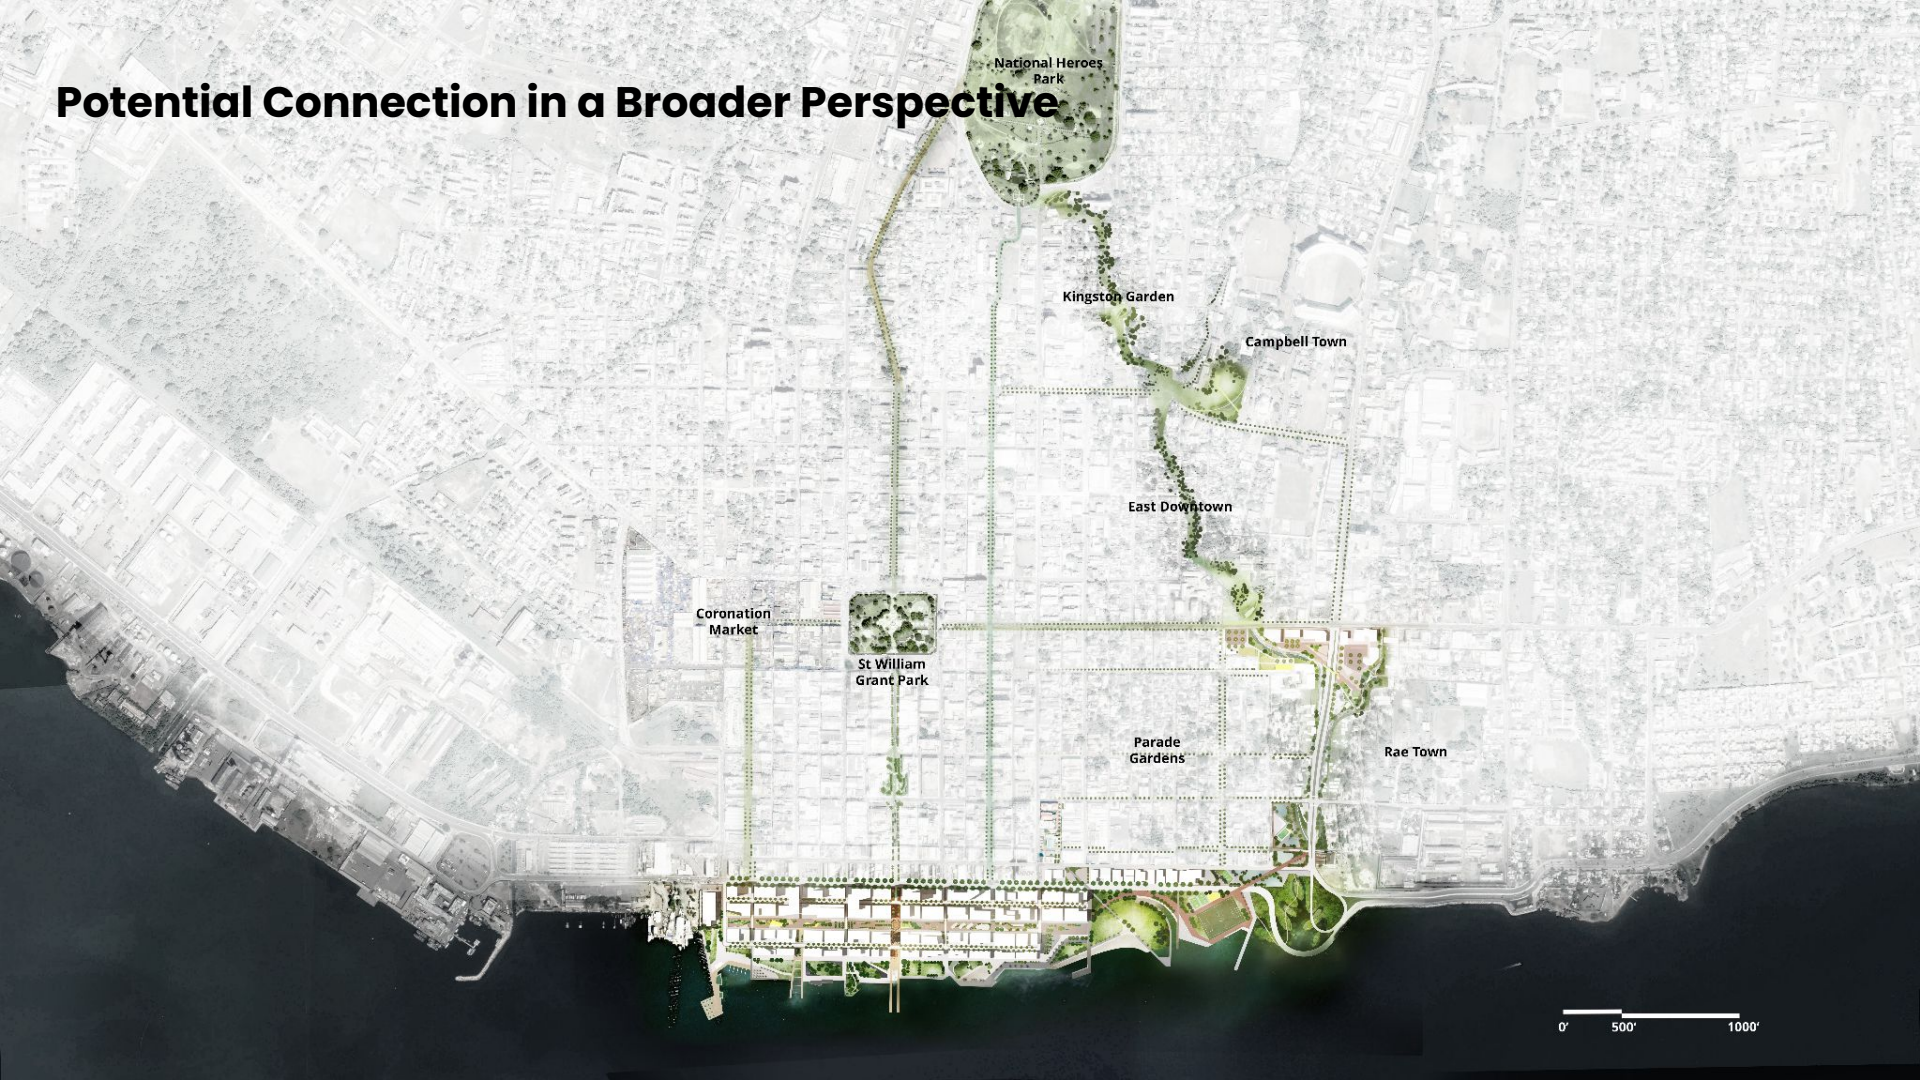 National Heroes
Park
Potential Connection in a Broader Perspective
Kingston Garden
Campbell Town
East Downtown
Coronation
Market
St William
Grant Park
Parade
Gardens
Rae Town
0' 500' 1000'